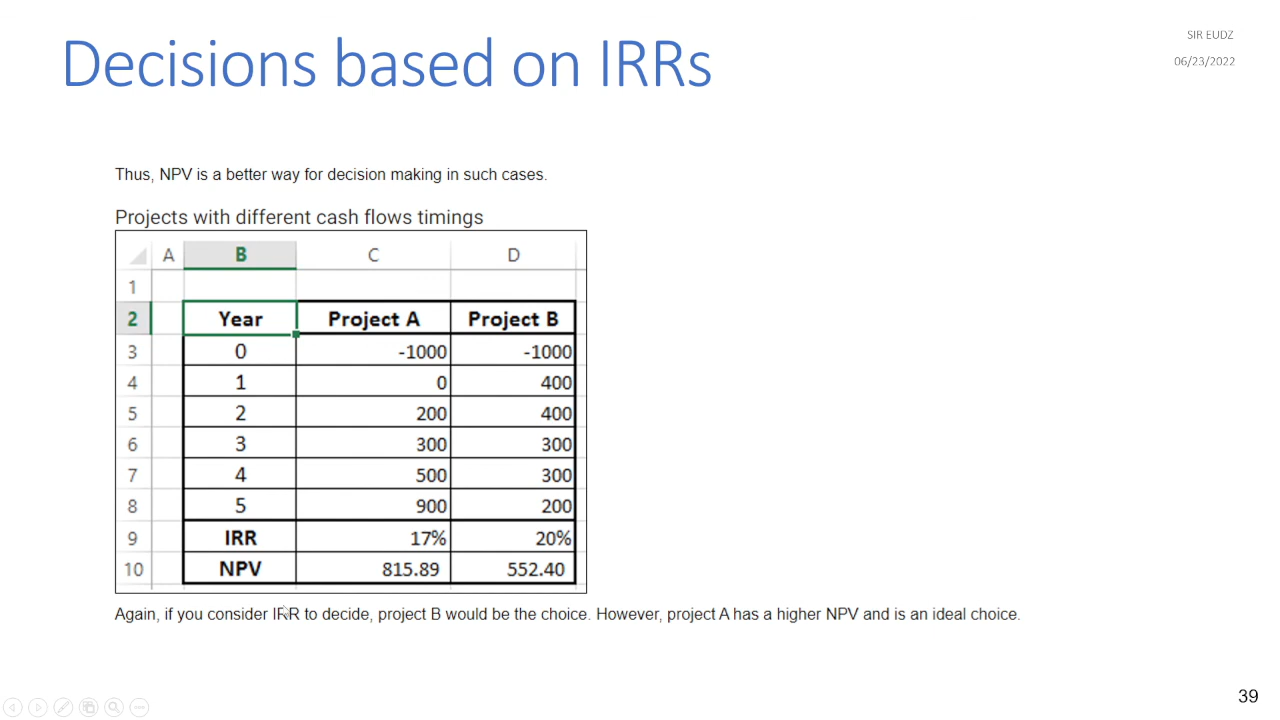 Decisions based on IRRs
SIR EUDZ
06/23/2022
Thus, NPV is a better way for decision making in such cases.
Projects with different cash flows timings
A B C D
1
2 Year Project A Project B
3 0 -1000 -1000
4 1 0 400
5 2 200 400
6 3 300 300
7 4 500 300
8 5 900 200
9 IRR 17% 20%
10 NPV 815.89 552.40
Again, if you consider IRR to decide, project B would be the choice. However, project A has a higher NPV and is an ideal choice.
39